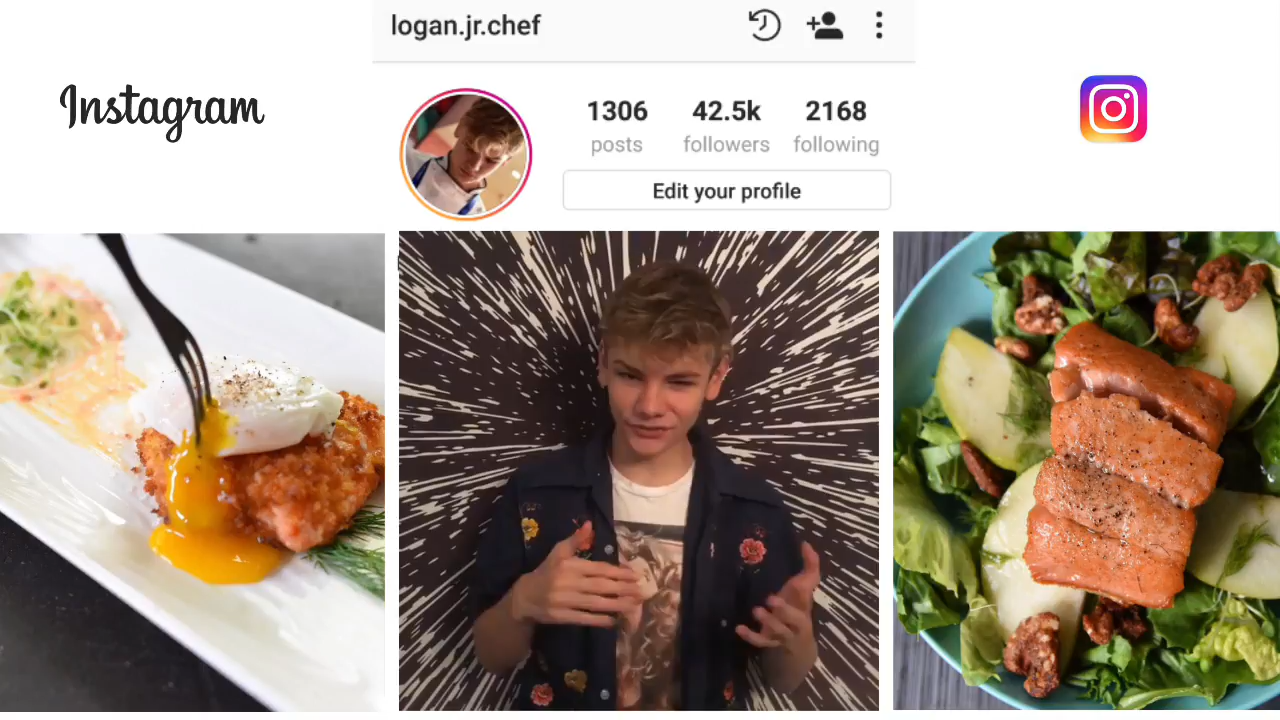 logan.jr.chef
Instagram
1306 42.5k 2168
posts followers following
Edit your profile